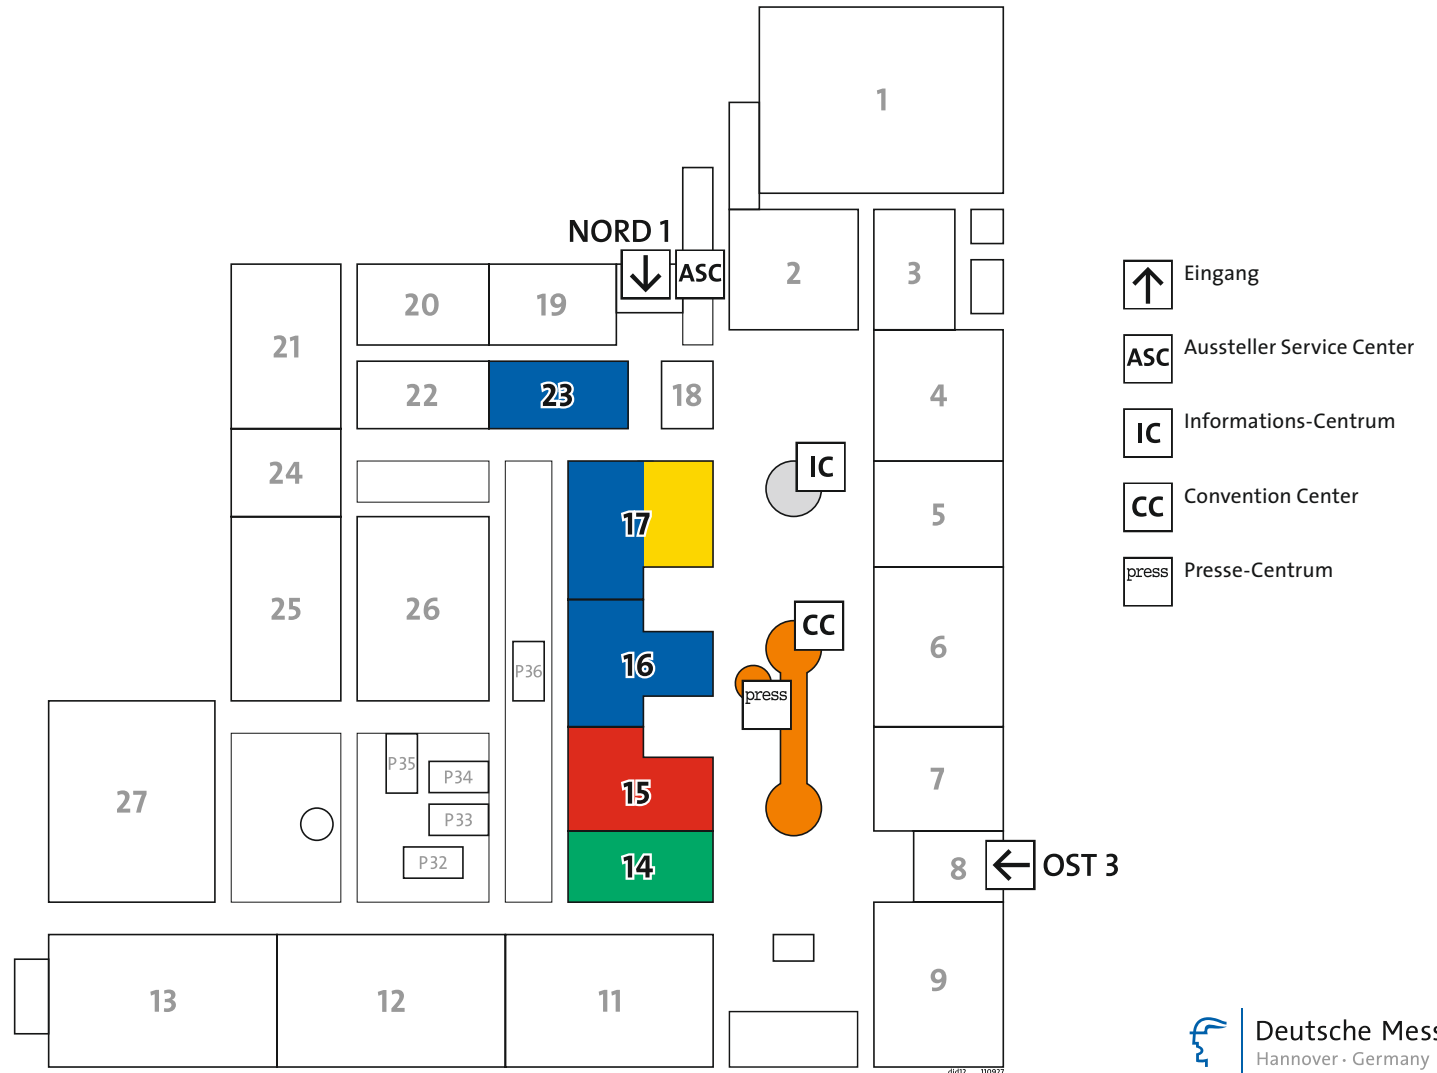 1
NORD 1
ASC
2
3
20
19
21
22
23
18
4
24
IC
17
5
25
26
CC
16
6
P36
press
P35
P34
15
7
27
P33
P32
14
8
OST 3
13
12
11
9
Eingang
ASC
Aussteller Service Center
IC
Informations-Centrum
CC
Convention Center
press
Presse-Centrum
Deutsche Mess
Hannover · Germany